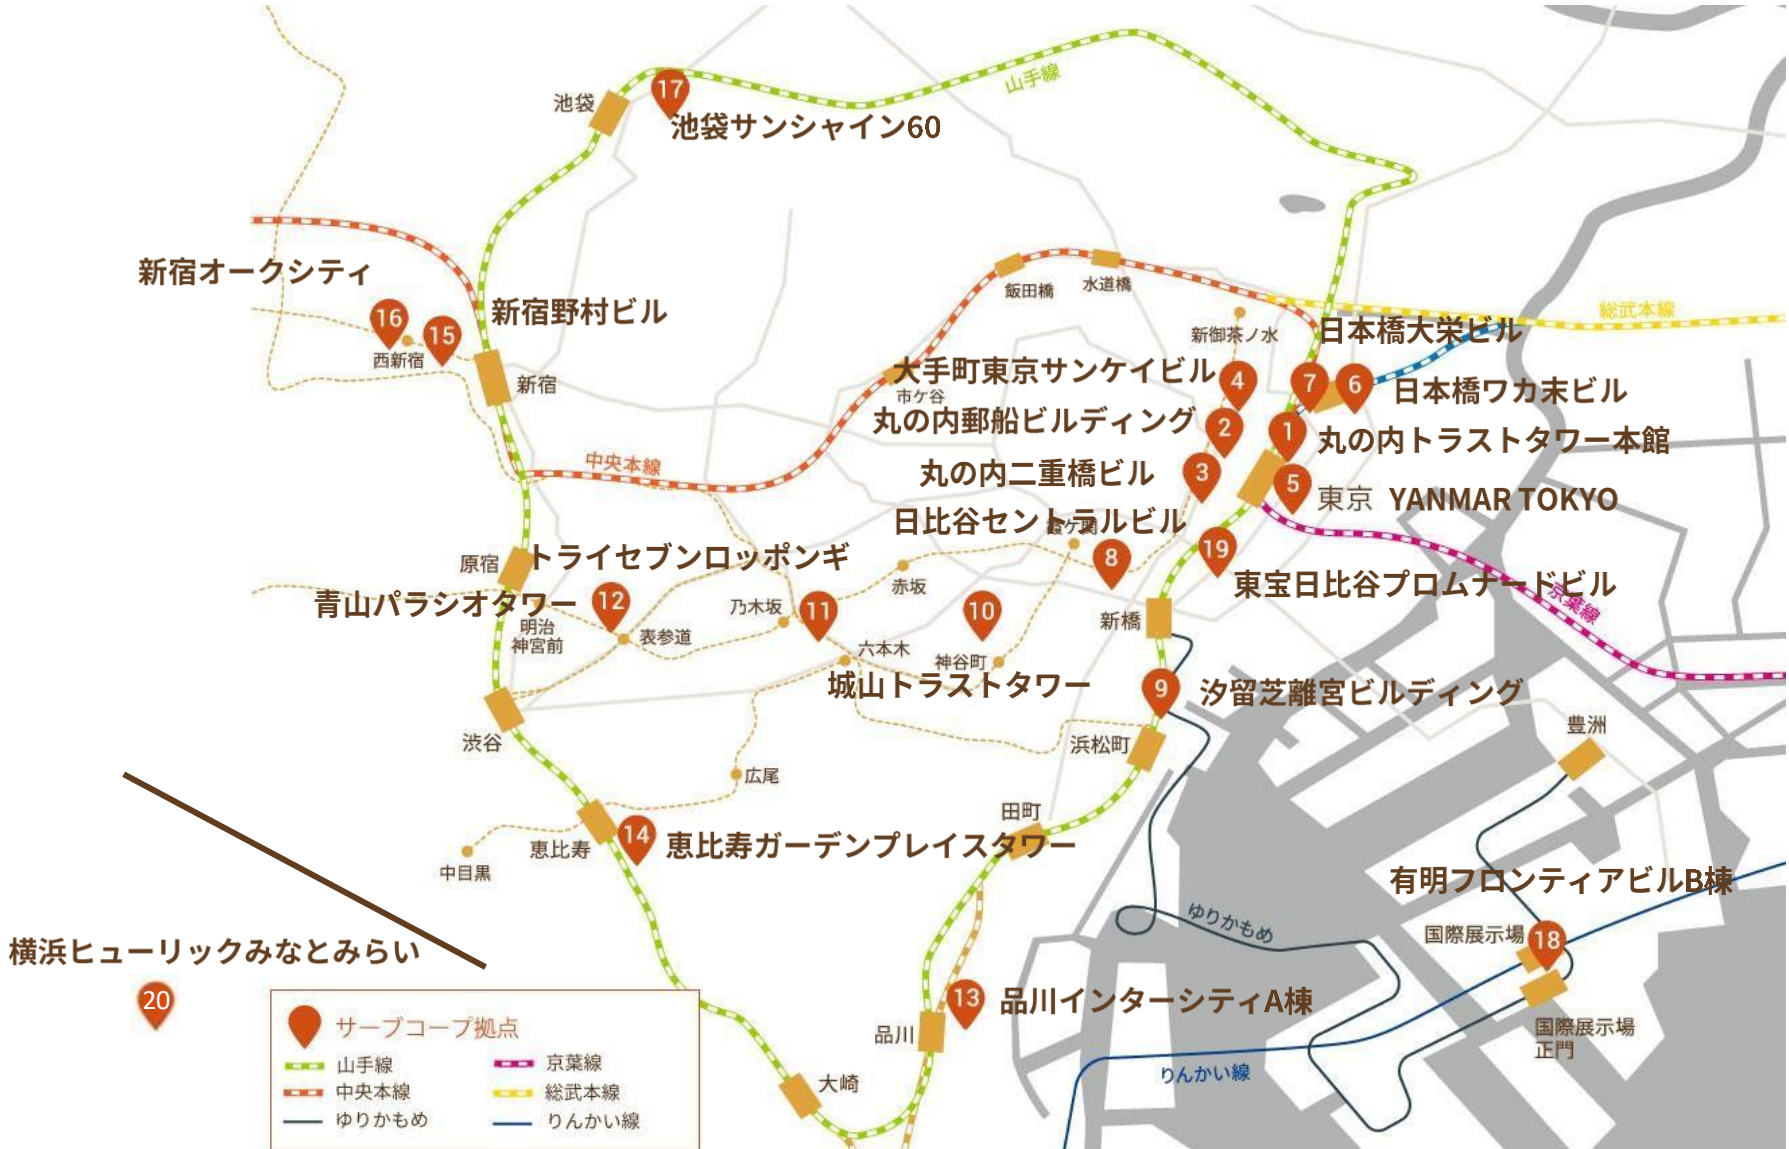 17
池袋
池袋サンシャイン60
山手線
新宿オークシティ
16
15
西新宿
新宿野村ビル
新宿
飯田橋
水道橋
新御茶ノ水
総武本線
日本橋大栄ビル
大手町東京サンケイビル
4
7
6
日本橋ワカ末ビル
市ケ谷
丸の内郵船ビルディング
2
1
丸の内トラストタワー本館
中央本線
丸の内二重橋ビル
3
5
東京
YANMAR TOKYO
日比谷セントラルビル
霞ケ関
8
19
東宝日比谷プロムナードビル
京葉線
原宿
トライセブンロッポンギ
青山パラシオタワー
12
明治
神宮前
表参道
乃木坂
11
赤坂
10
新橋
六本木
神谷町
城山トラストタワー
9
汐留芝離宮ビルディング
渋谷
浜松町
豊洲
広尾
田町
恵比寿
14
恵比寿ガーデンプレイスタワー
中目黒
有明フロンティアビルB棟
ゆりかもめ
国際展示場
18
横浜ヒューリックみなとみらい
20
13
品川インターシティA棟
品川
国際展示場
正門
りんかい線
大崎
サーブコープ拠点
山手線
京葉線
中央本線
総武本線
ゆりかもめ
りんかい線